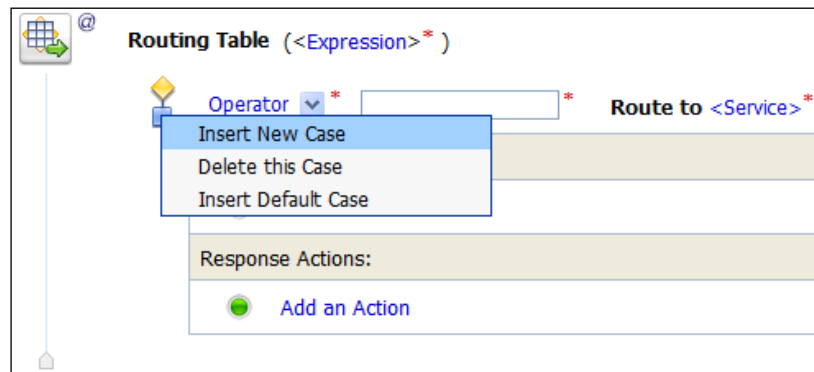 @
Routing Table (<Expression>* )
Operator * * Route to <Service>*
Insert New Case
Delete this Case
Insert Default Case
Response Actions:
Add an Action